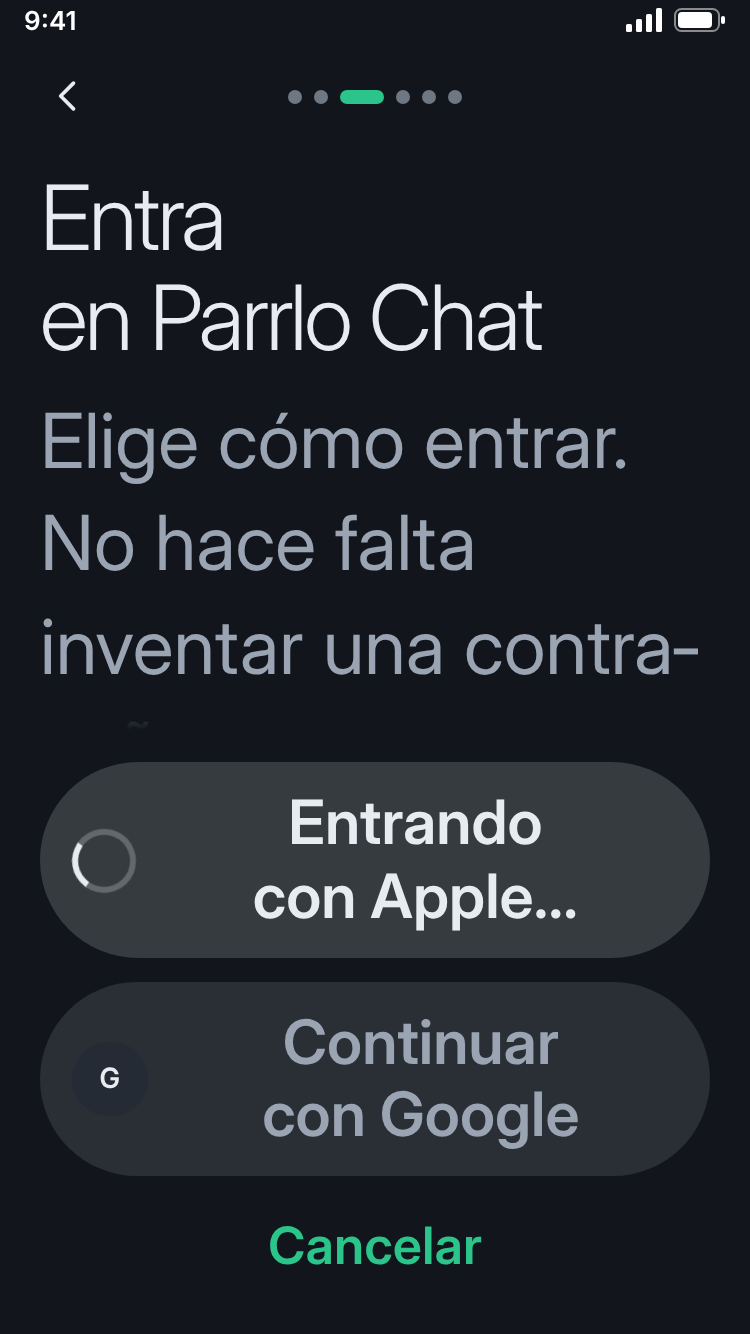 9:41
Entra
en Parrlo Chat
Elige cómo entrar.
No hace falta
inventar una contra-
Entrando
con Apple...
G
Continuar
con Google
Cancelar